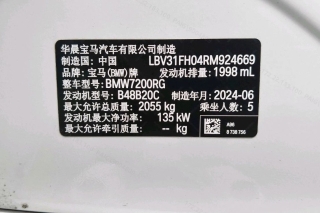 华晨宝马汽车有限公司制造
制造国: 中国 LBV31FH04RM924669
品牌: 宝马(BMW)牌 发动机排量: 1998 mL
整车型号: BMW7200RG
发动机型号: B48B20C 制造年月: 2024-06
最大允许总质量: 2055 kg 乘坐人数: 5
发动机最大净功率: 135 kW A96
最大允许牵引质量: --/-- kg 8 738 756